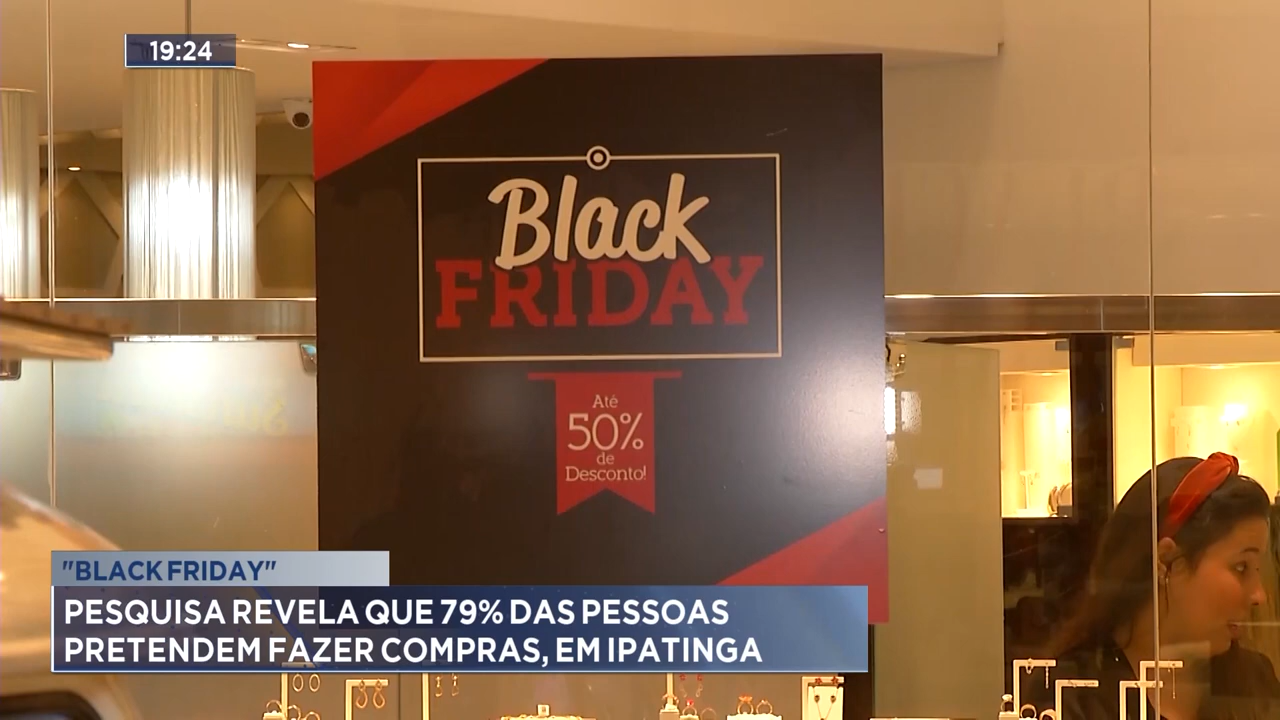 19:24
Black
FRIDAY
Até
50%
de
Desconto!
"BLACK FRIDAY"
PESQUISA REVELA QUE 79% DAS PESSOAS
PRETENDEM FAZER COMPRAS, EM IPATINGA